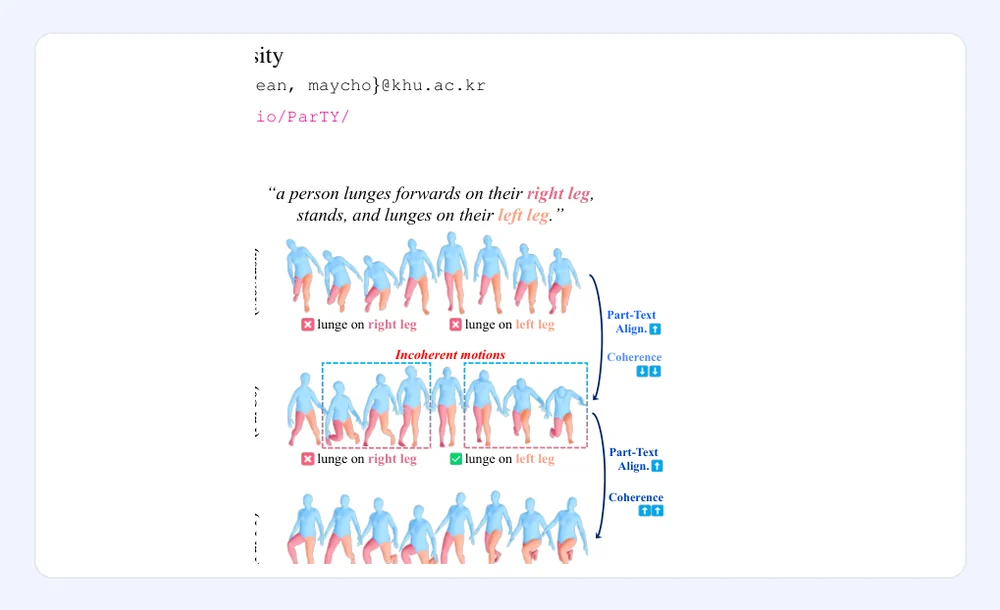 sity
ean, maycho}@khu.ac.kr
io/ParTY/
“a person lunges forwards on their right leg,
stands, and lunges on their left leg.”
lunge on right leg
lunge on left leg
Part-Text
Align.
Coherence
Incoherent motions
lunge on right leg
lunge on left leg
Part-Text
Align.
Coherence